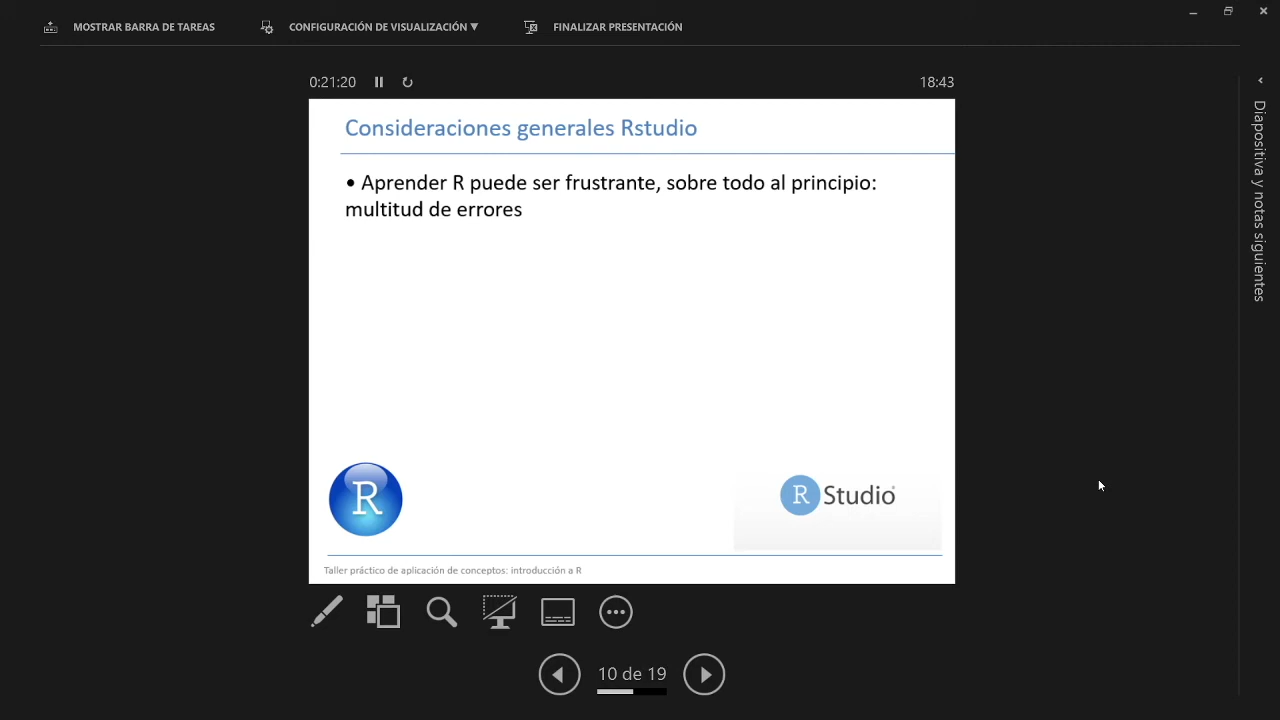 MOSTRAR BARRA DE TAREAS
CONFIGURACIÓN DE VISUALIZACIÓN ▼
FINALIZAR PRESENTACIÓN
0:21:20
18:43
Consideraciones generales Rstudio
• Aprender R puede ser frustrante, sobre todo al principio:
multitud de errores
R
R Studio
Taller práctico de aplicación de conceptos: introducción a R
10 de 19
Diapositiva y notas siguientes